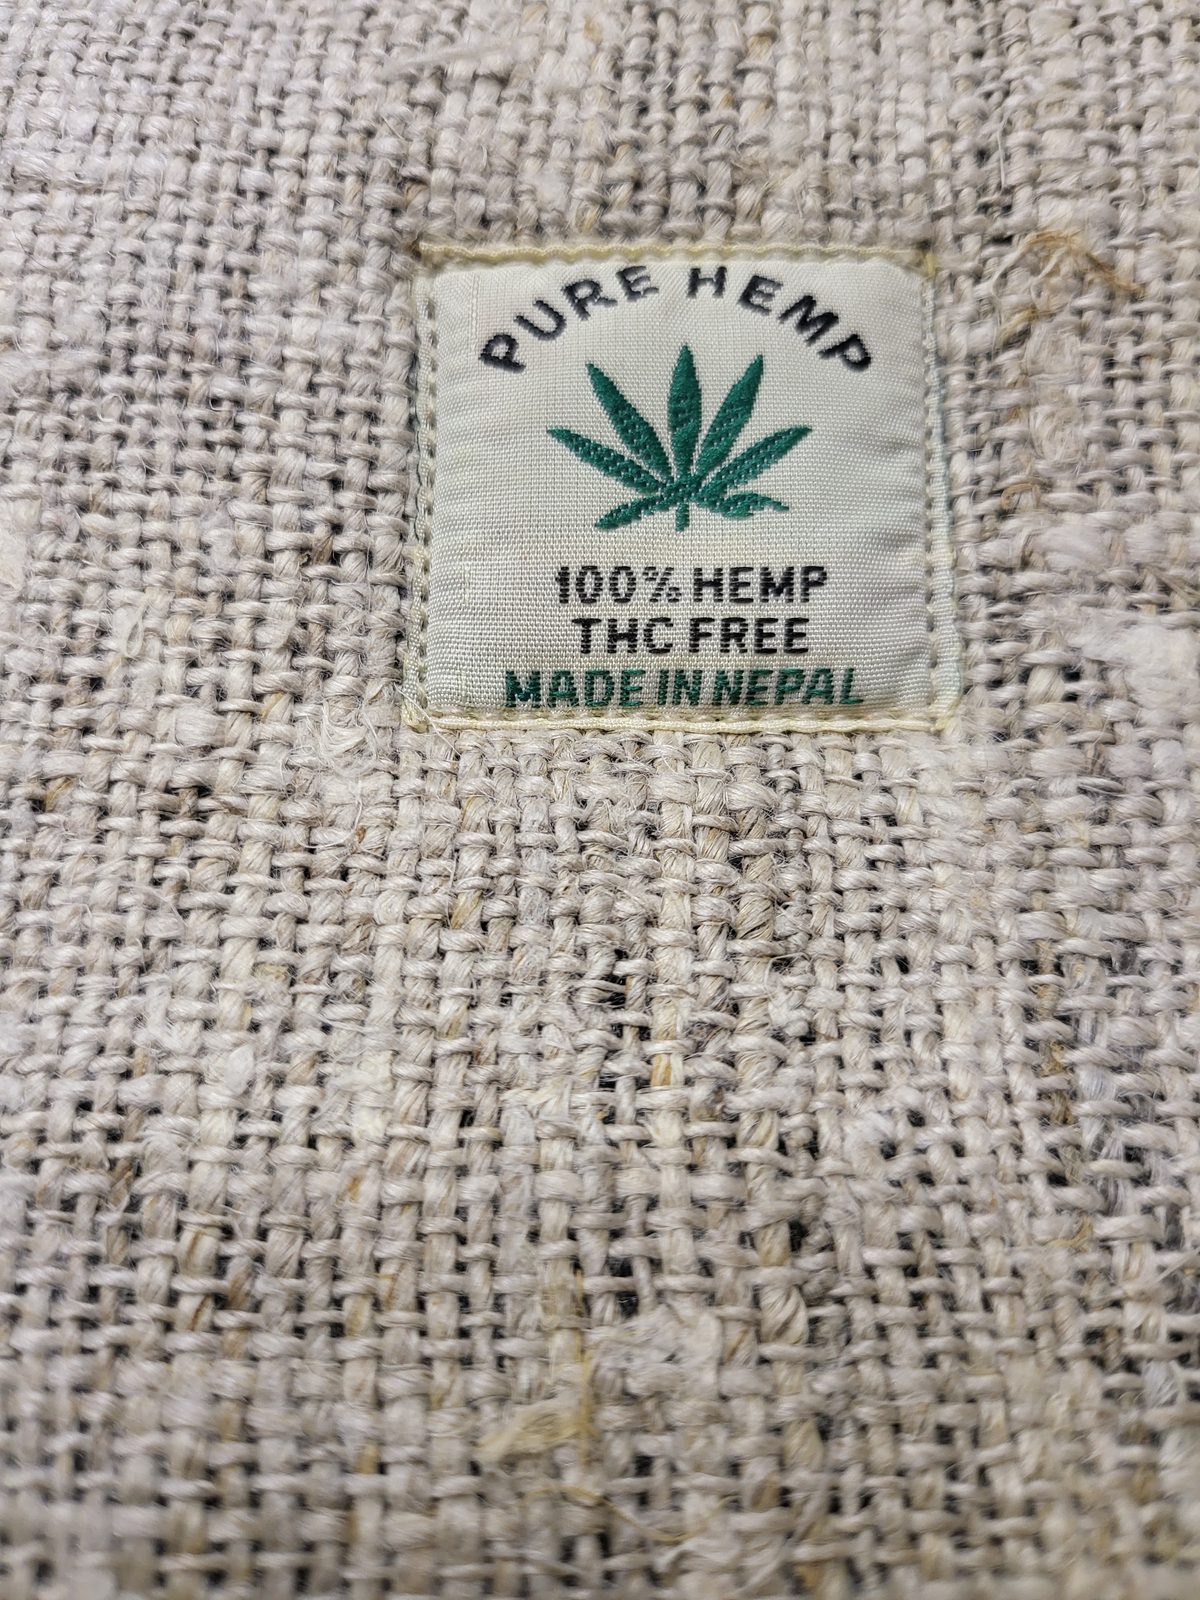 PURE HEMP
100% HEMP
THC FREE
MADE IN NEPAL